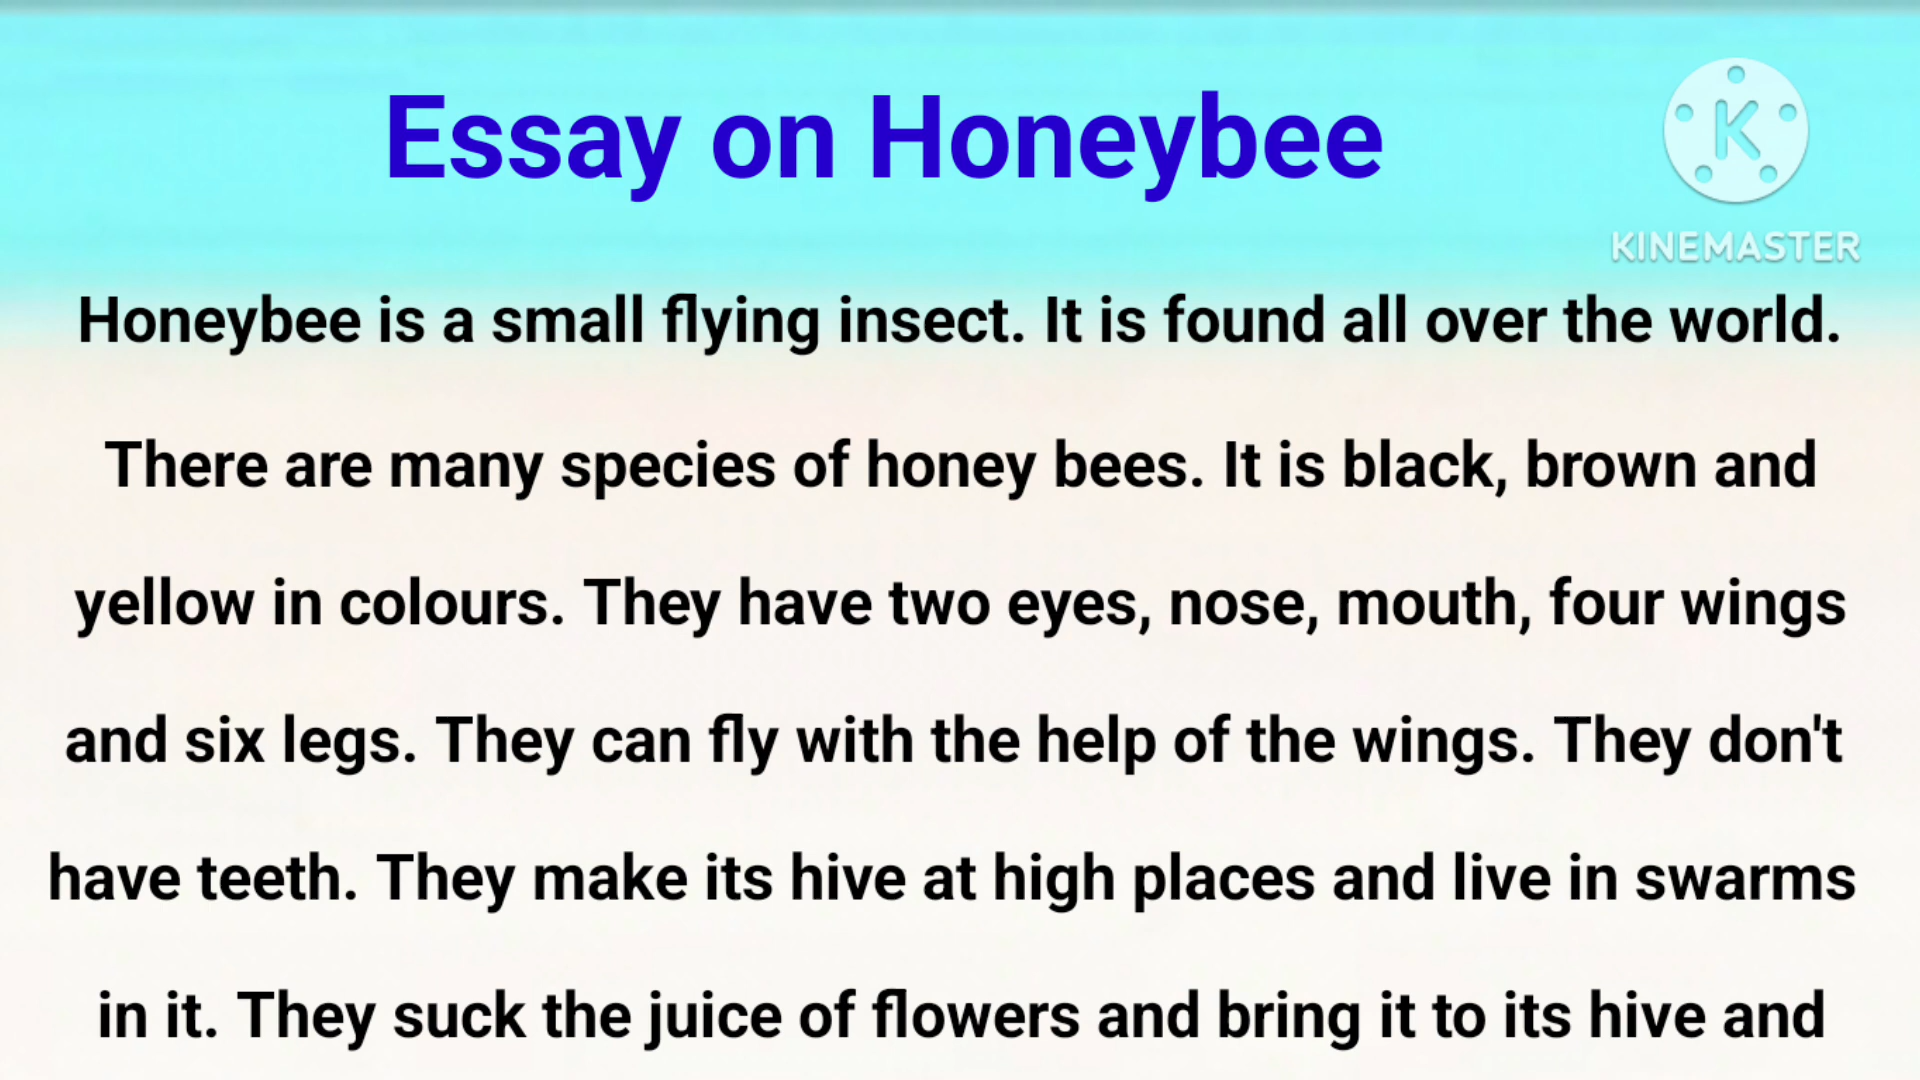 Essay on Honeybee
K
KINEMASTER
Honeybee is a small flying insect. It is found all over the world.
There are many species of honey bees. It is black, brown and
yellow in colours. They have two eyes, nose, mouth, four wings
and six legs. They can fly with the help of the wings. They don't
have teeth. They make its hive at high places and live in swarms
in it. They suck the juice of flowers and bring it to its hive and